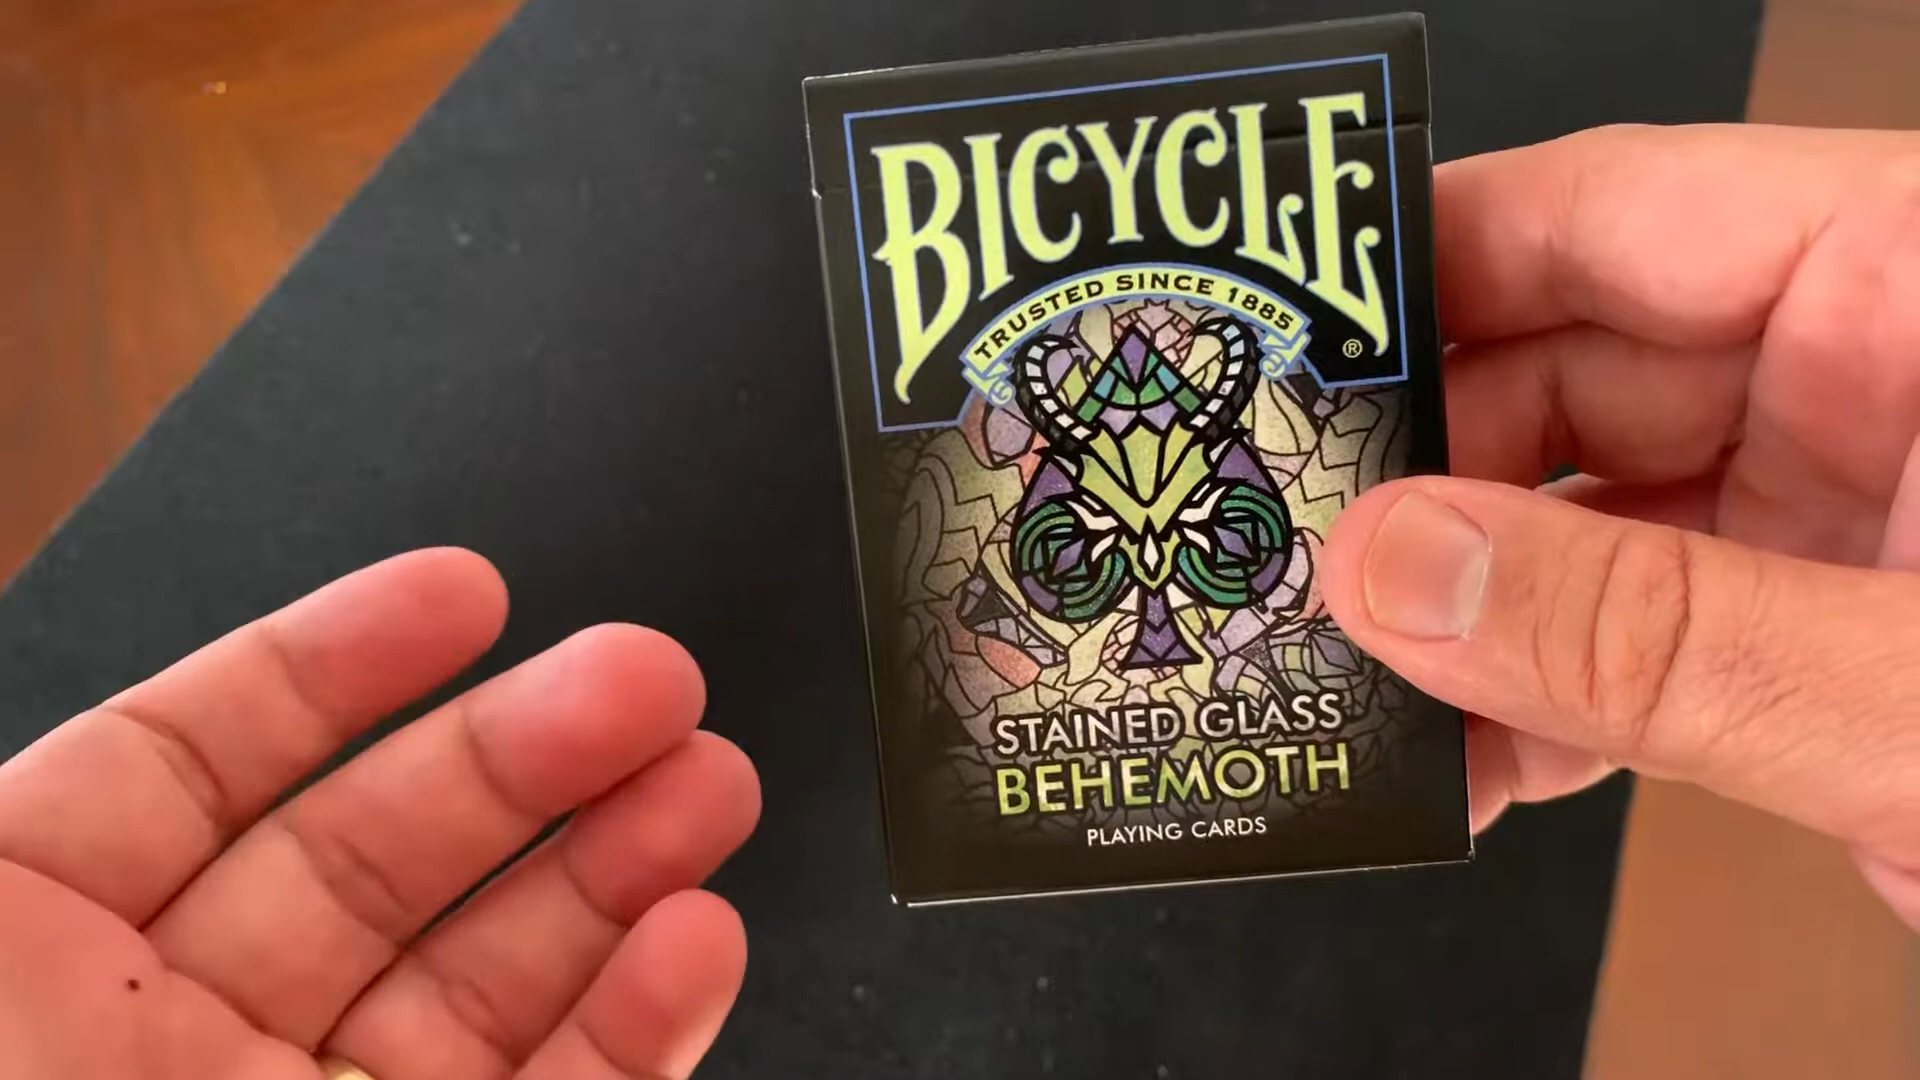 BICYCLE
®
TRUSTED SINCE 1885
STAINED GLASS
BEHEMOTH
PLAYING CARDS